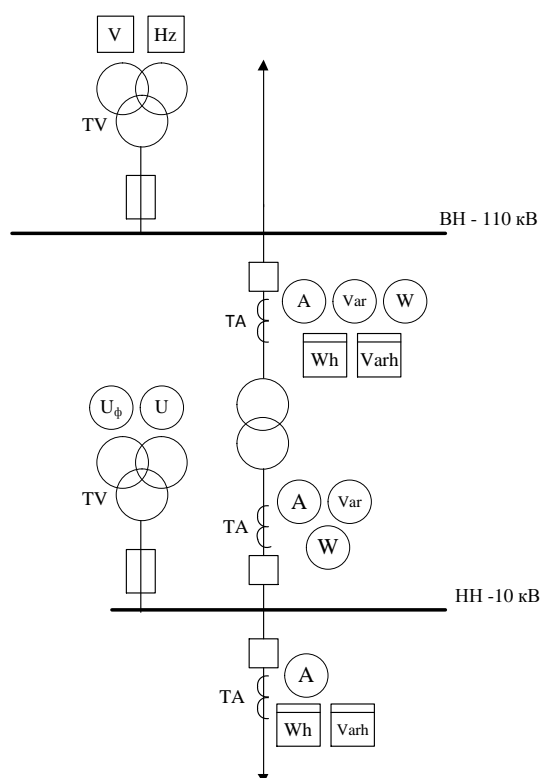 V Hz
TV
ВН - 110 кВ
A Var W
TA
Wh Varh
Uф U
TV
A Var
TA
W
НН -10 кВ
A
TA
Wh Varh